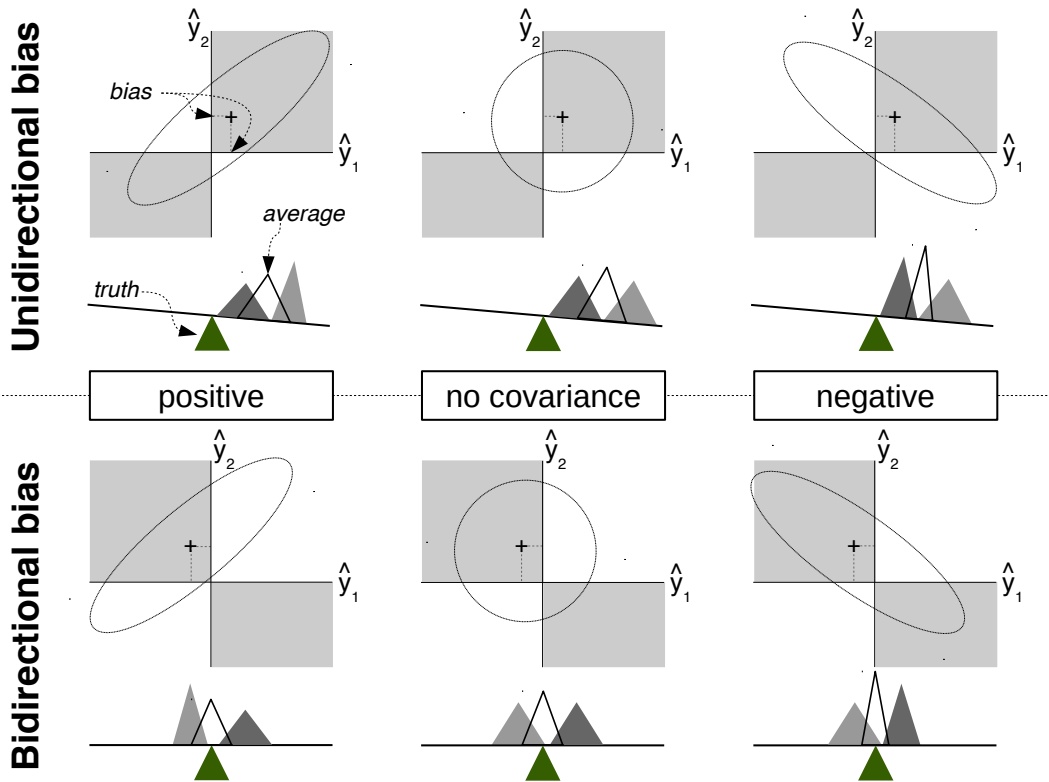 Unidirectional bias
ŷ₂
bias
ŷ₁
average
truth
ŷ₂
ŷ₁
ŷ₂
ŷ₁
positive
no covariance
negative
Bidirectional bias
ŷ₂
ŷ₁
ŷ₂
ŷ₁
ŷ₂
ŷ₁